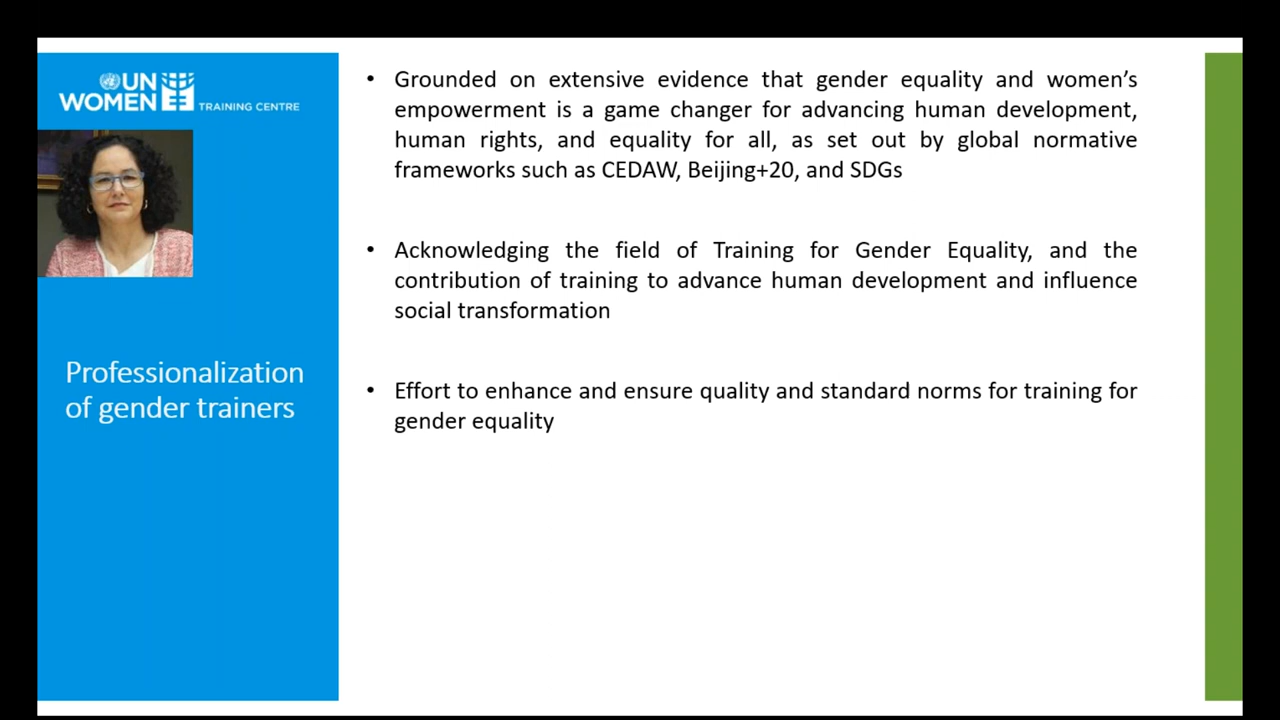 UN
WOMEN
TRAINING CENTRE
Professionalization
of gender trainers
• Grounded on extensive evidence that gender equality and women’s
empowerment is a game changer for advancing human development,
human rights, and equality for all, as set out by global normative
frameworks such as CEDAW, Beijing+20, and SDGs
• Acknowledging the field of Training for Gender Equality, and the
contribution of training to advance human development and influence
social transformation
• Effort to enhance and ensure quality and standard norms for training for
gender equality